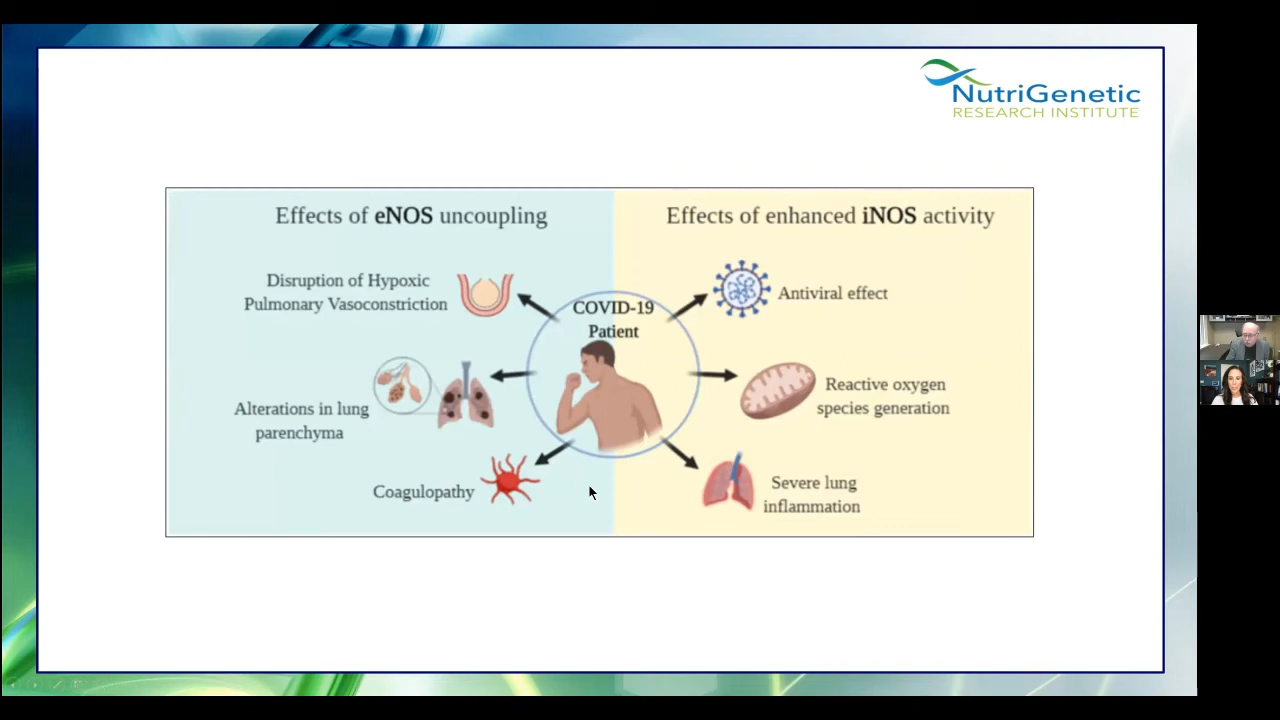 NutriGenetic
RESEARCH INSTITUTE
Effects of eNOS uncoupling
Disruption of Hypoxic
Pulmonary Vasoconstriction
Alterations in lung
parenchyma
Coagulopathy
COVID-19
Patient
Effects of enhanced iNOS activity
Antiviral effect
Reactive oxygen
species generation
Severe lung
inflammation